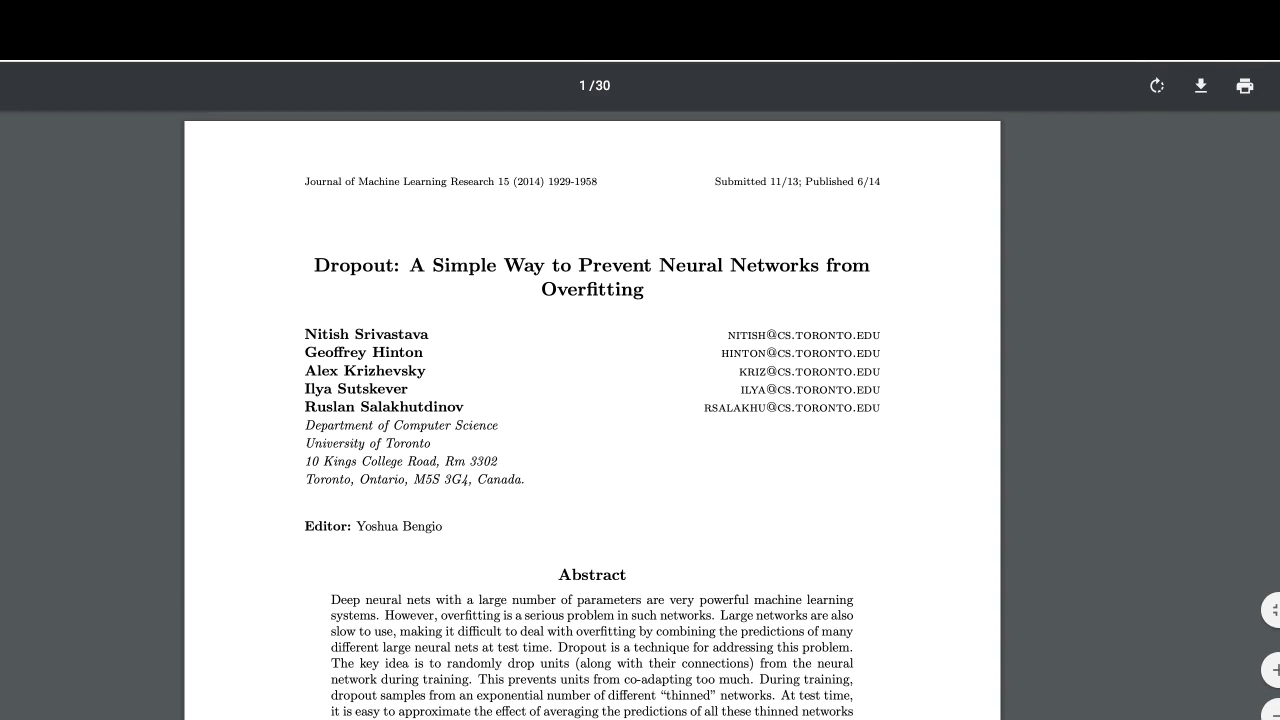 1 /30
Journal of Machine Learning Research 15 (2014) 1929-1958 Submitted 11/13; Published 6/14
Dropout: A Simple Way to Prevent Neural Networks from
Overfitting
Nitish Srivastava NITISH@CS.TORONTO.EDU
Geoffrey Hinton HINTON@CS.TORONTO.EDU
Alex Krizhevsky KRIZ@CS.TORONTO.EDU
Ilya Sutskever ILYA@CS.TORONTO.EDU
Ruslan Salakhutdinov RSALAKHU@CS.TORONTO.EDU
Department of Computer Science
University of Toronto
10 Kings College Road, Rm 3302
Toronto, Ontario, M5S 3G4, Canada.
Editor: Yoshua Bengio
Abstract
Deep neural nets with a large number of parameters are very powerful machine learning
systems. However, overfitting is a serious problem in such networks. Large networks are also
slow to use, making it difficult to deal with overfitting by combining the predictions of many
different large neural nets at test time. Dropout is a technique for addressing this problem.
The key idea is to randomly drop units (along with their connections) from the neural
network during training. This prevents units from co-adapting too much. During training,
dropout samples from an exponential number of different “thinned” networks. At test time,
it is easy to approximate the effect of averaging the predictions of all these thinned networks